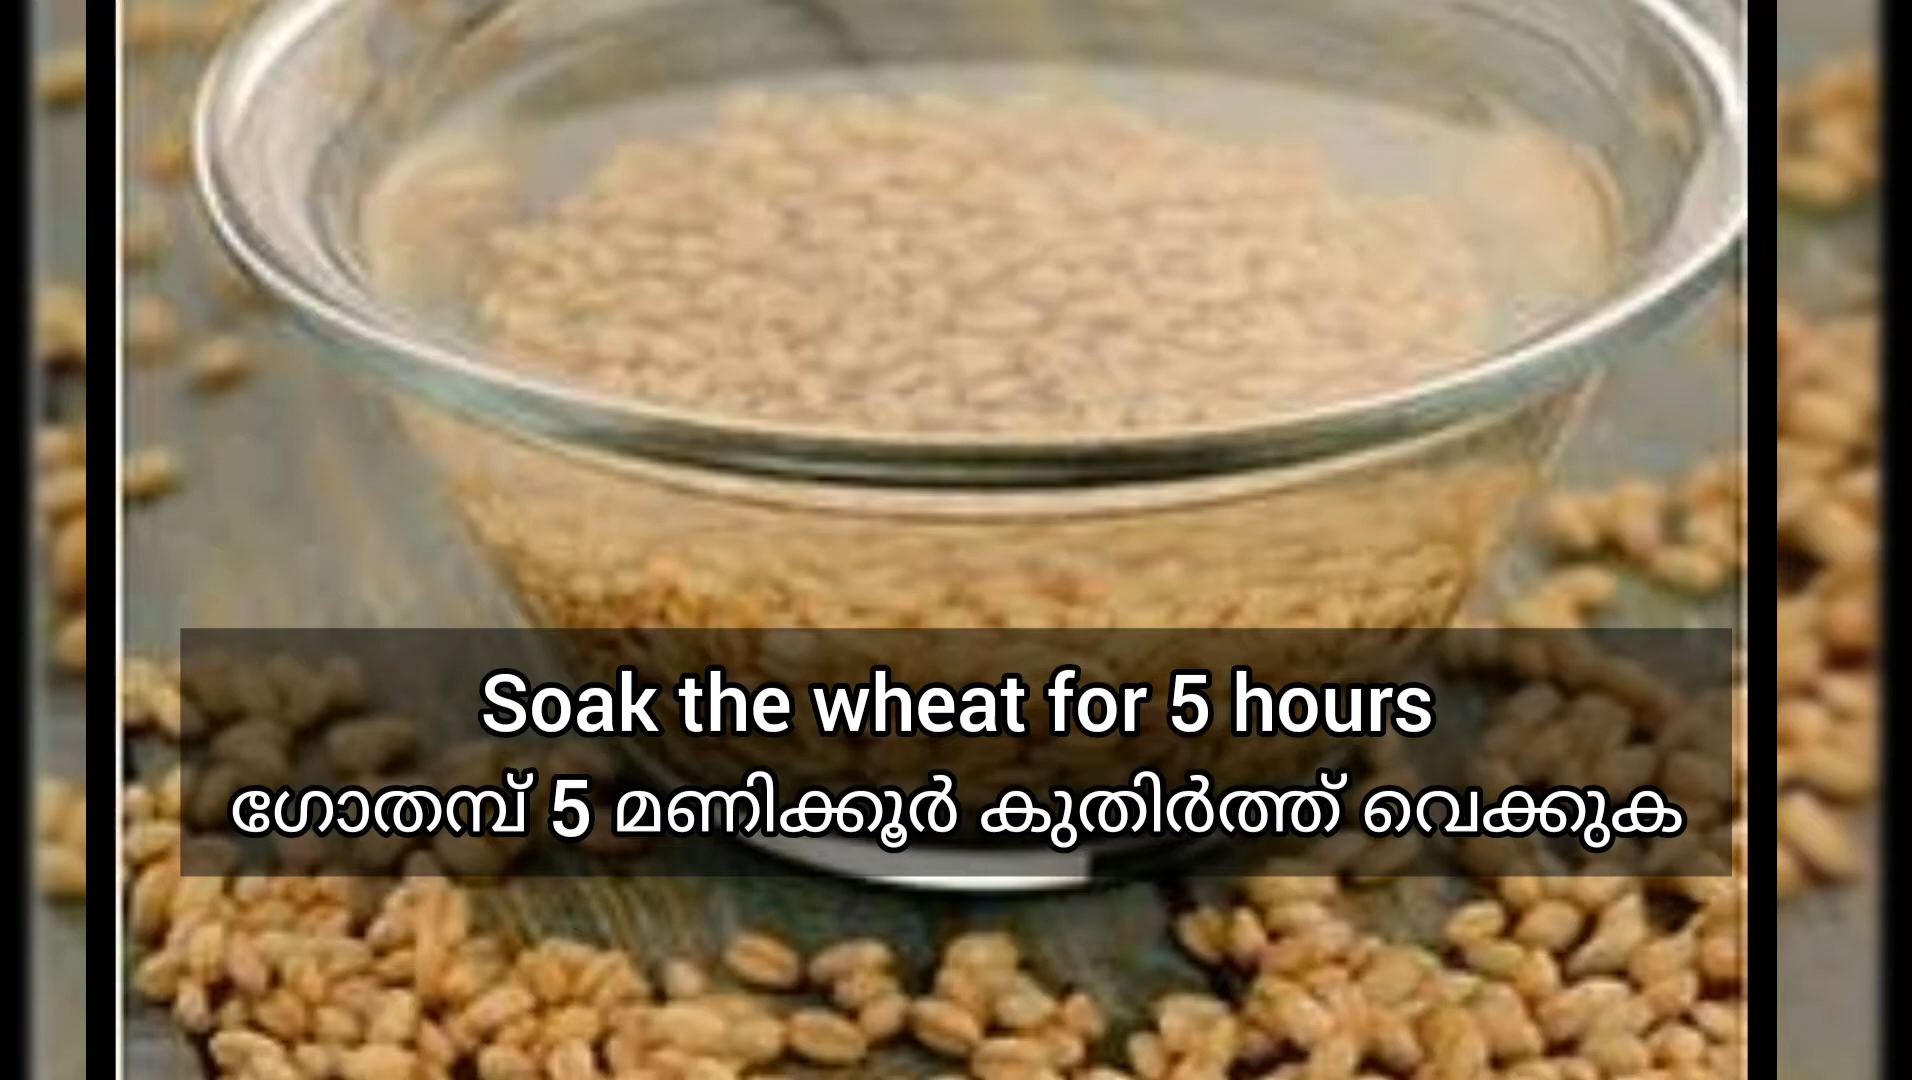 Soak the wheat for 5 hours
ഗോതമ്പ് 5 മണിക്കൂർ കുതിർത്ത് വെക്കുക